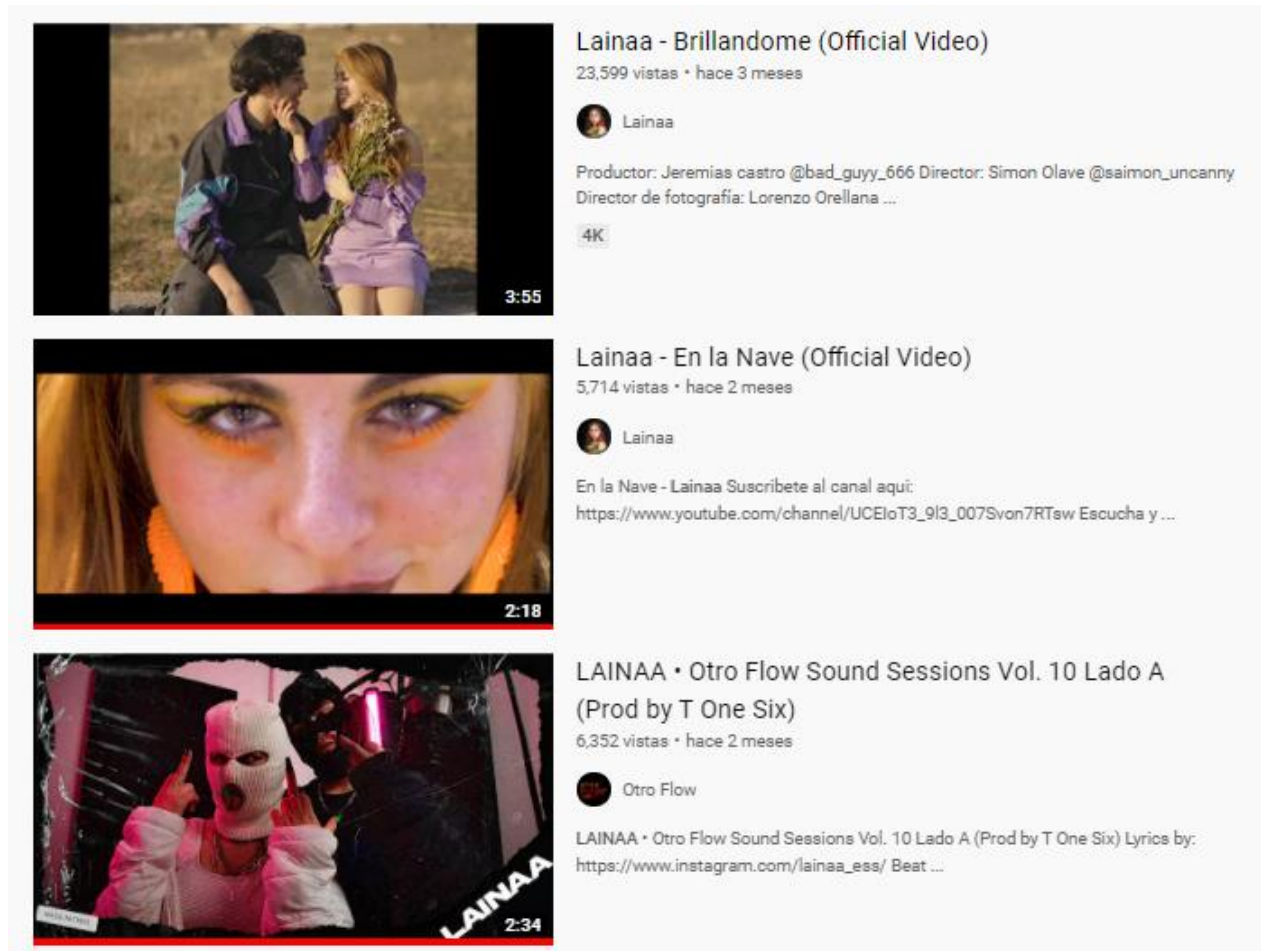 Lainaa - Brillandome (Official Video)
23,599 vistas • hace 3 meses
Lainaa
Productor: Jeremias castro @bad_guyy_666 Director: Simon Olave @saimon_uncanny
Director de fotografía: Lorenzo Orellana ...
4K
3:55
Lainaa - En la Nave (Official Video)
5,714 vistas • hace 2 meses
Lainaa
En la Nave - Lainaa Suscribete al canal aqui:
https://www.youtube.com/channel/UCEIoT3_9l3_007Svon7RTsw Escucha y ...
2:18
LAINAA • Otro Flow Sound Sessions Vol. 10 Lado A
(Prod by T One Six)
6,352 vistas • hace 2 meses
Otro Flow
LAINAA • Otro Flow Sound Sessions Vol. 10 Lado A (Prod by T One Six) Lyrics by:
https://www.instagram.com/lainaa_ess/ Beat ...
LAINAA
2:34